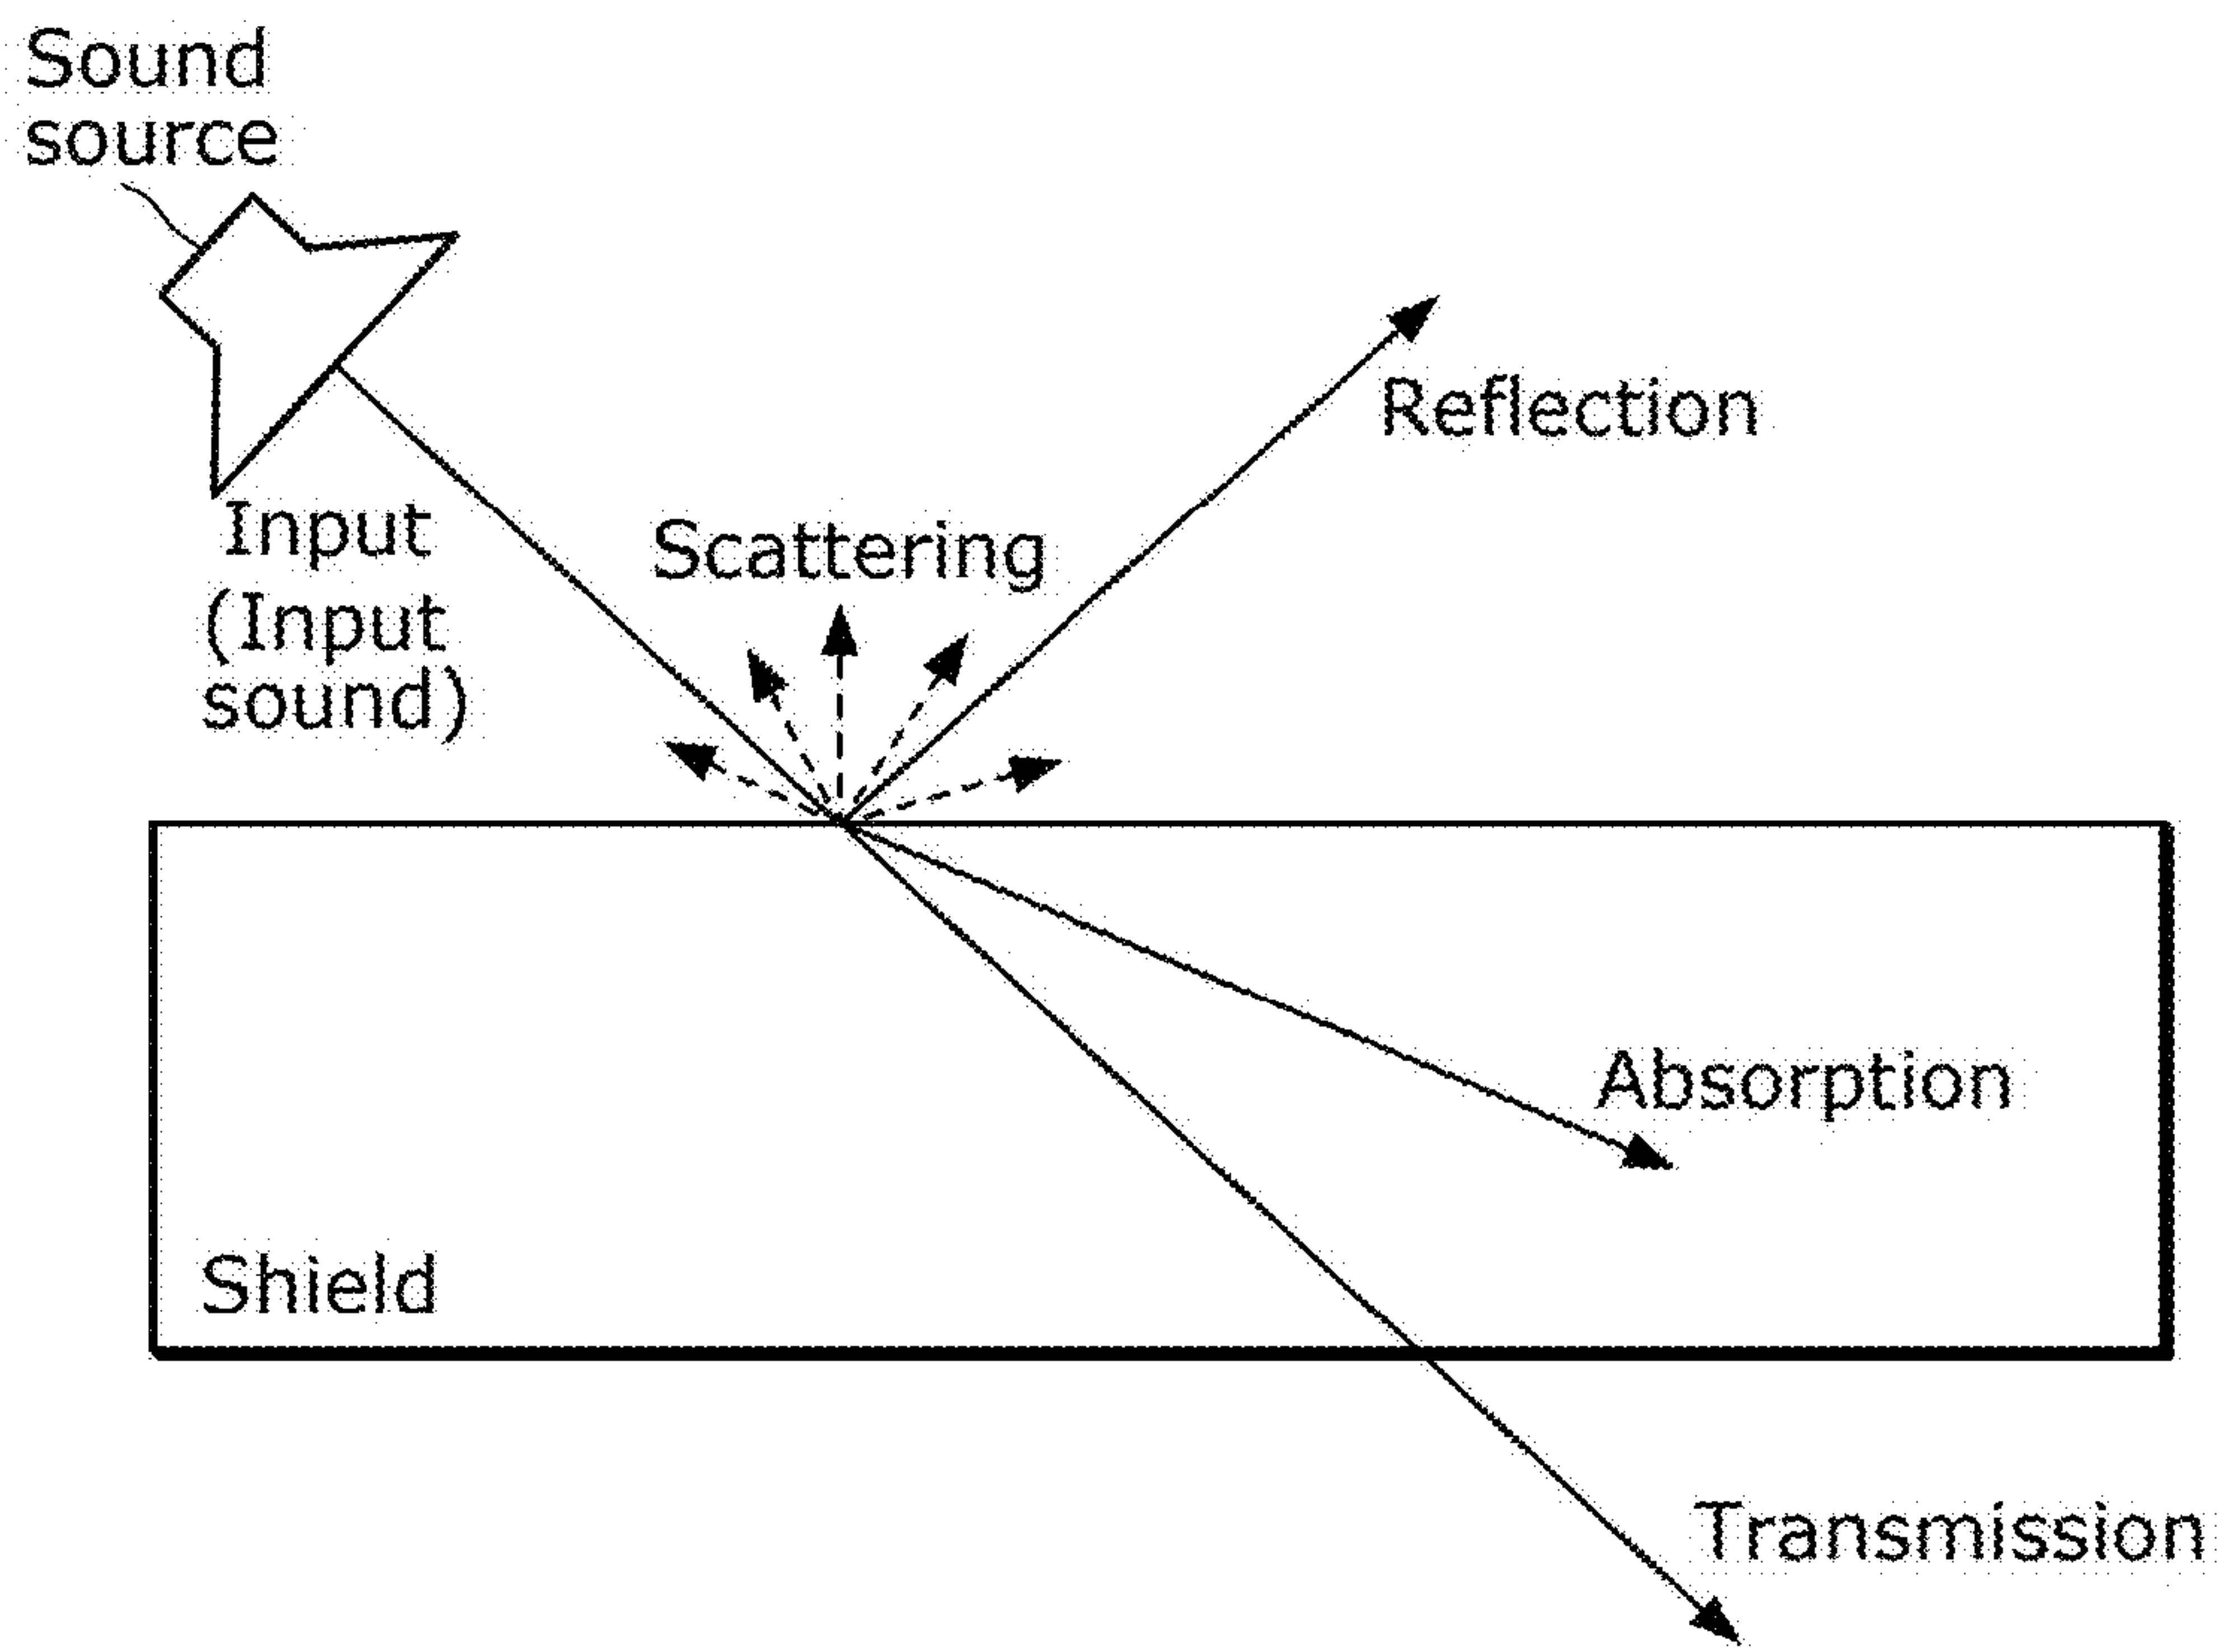 Sound
source
Input
(Input
sound)
Scattering
Reflection
Absorption
Shield
Transmission